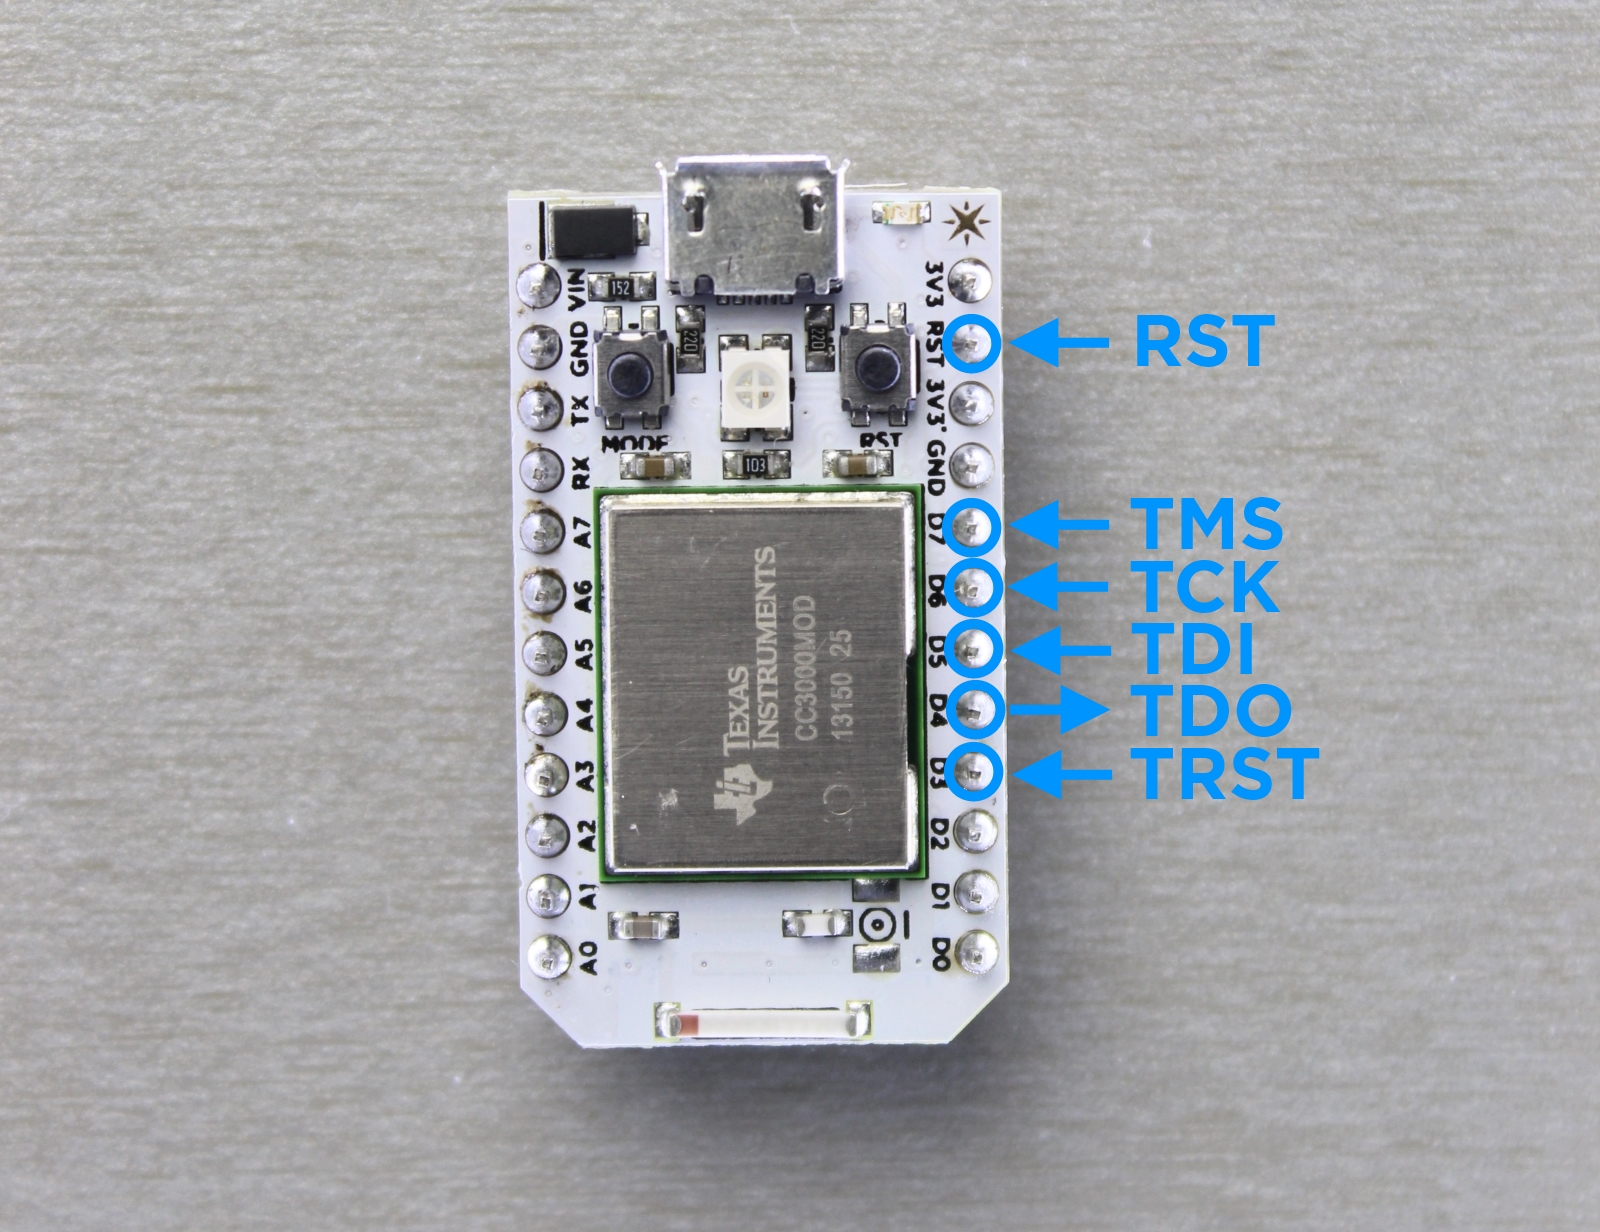 VIN
GND
TX
RX
A7
A6
A5
A4
A3
A2
A1
A0
152
220
220
MODE
RST
103
TEXAS
INSTRUMENTS
CC3000MOD
13150 25
3V3
RST
3V3*
GND
D7
D6
D5
D4
D3
D2
D1
D0
RST
TMS
TCK
TDI
TDO
TRST